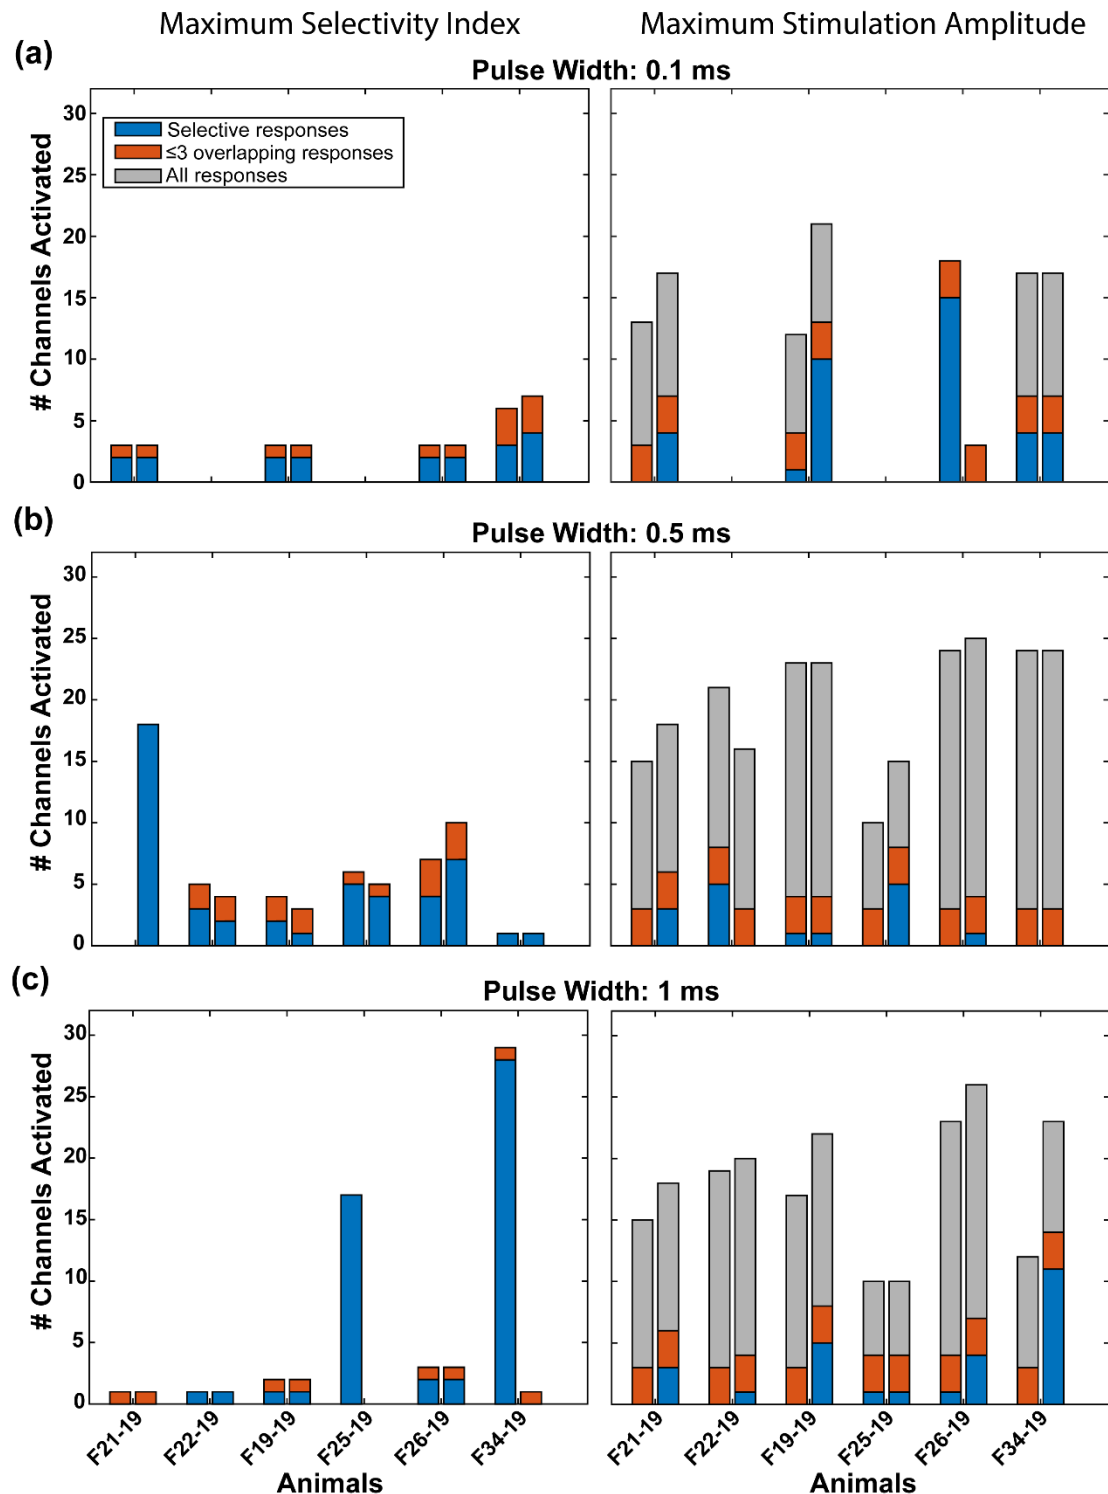 Maximum Selectivity Index
Maximum Stimulation Amplitude
(a)
Pulse Width: 0.1 ms
Selective responses
≤3 overlapping responses
All responses
# Channels Activated
30
25
20
15
10
5
0
(b)
Pulse Width: 0.5 ms
# Channels Activated
30
25
20
15
10
5
0
(c)
Pulse Width: 1 ms
# Channels Activated
30
25
20
15
10
5
0
F21-19
F22-19
F19-19
F25-19
F26-19
F34-19
Animals
F21-19
F22-19
F19-19
F25-19
F26-19
F34-19
Animals